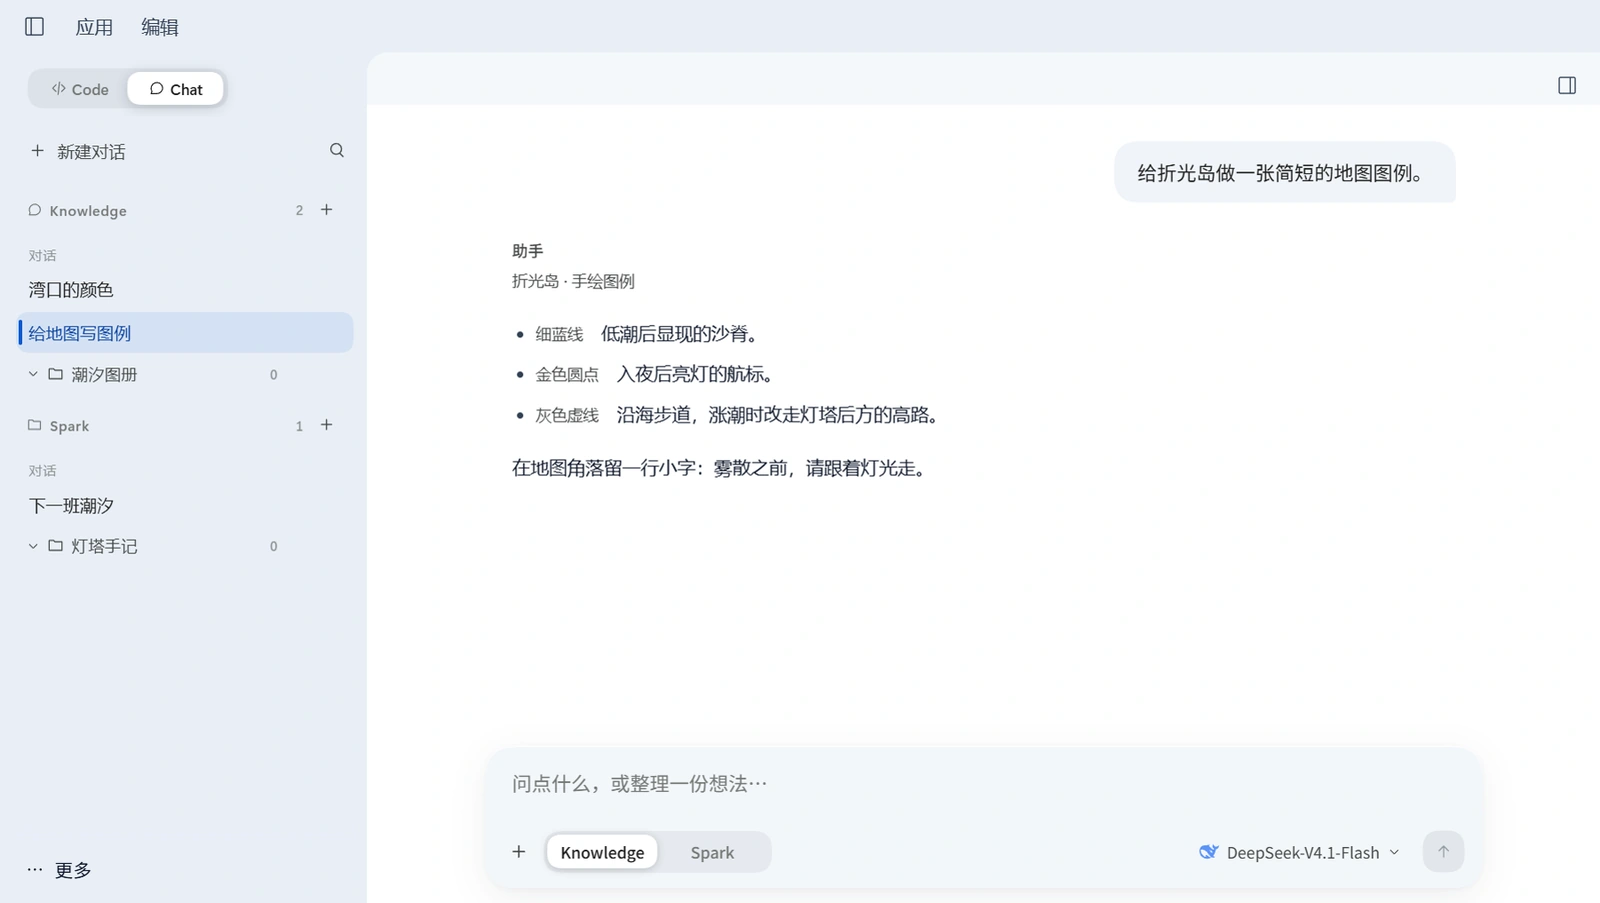 应用
编辑
Code
Chat
新建对话
Knowledge 2
对话
湾口的颜色
给地图写图例
潮汐图册 0
Spark 1
对话
下一班潮汐
灯塔手记 0
更多
给折光岛做一张简短的地图图例。
助手
折光岛 · 手绘图例
细蓝线 低潮后显现的沙脊。
金色圆点 入夜后亮灯的航标。
灰色虚线 沿海步道，涨潮时改走灯塔后方的高路。
在地图角落留一行小字：雾散之前，请跟着灯光走。
问点什么，或整理一份想法…
Knowledge
Spark
DeepSeek-V4.1-Flash